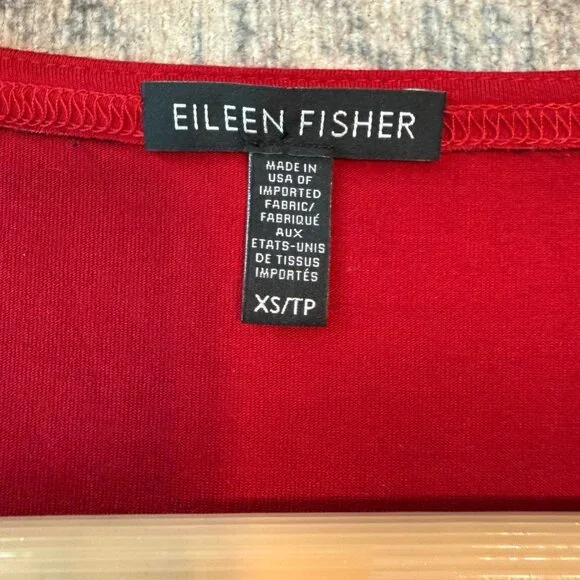 EILEEN FISHER
MADE IN
USA OF
IMPORTED
FABRIC/
FABRIQUÉ
AUX
ETATS-UNIS
DE TISSUS
IMPORTÉS
XS/TP